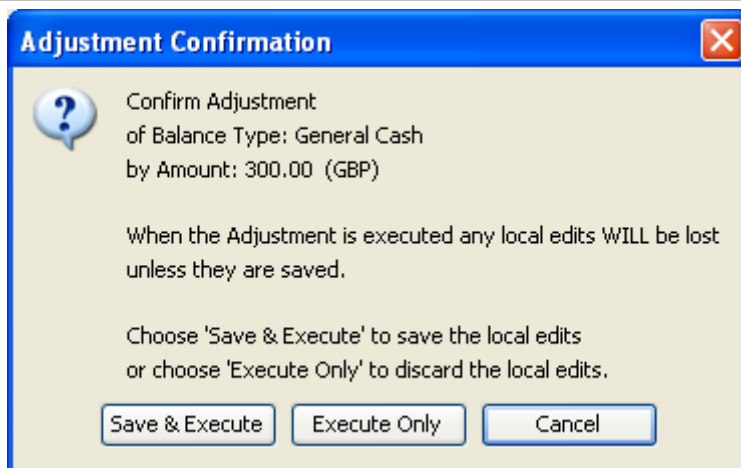 Adjustment Confirmation
Confirm Adjustment
of Balance Type: General Cash
by Amount: 300.00 (GBP)
When the Adjustment is executed any local edits WILL be lost
unless they are saved.
Choose 'Save & Execute' to save the local edits
or choose 'Execute Only' to discard the local edits.
Save & Execute Execute Only Cancel